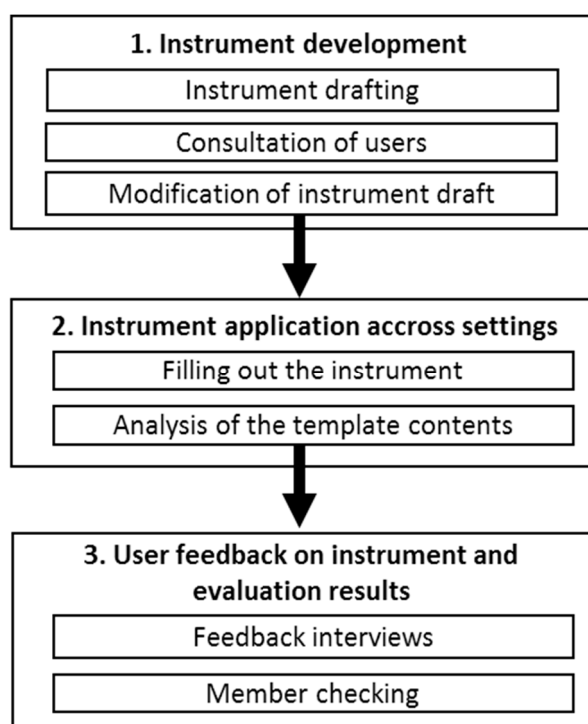 1. Instrument development
Instrument drafting
Consultation of users
Modification of instrument draft
2. Instrument application accross settings
Filling out the instrument
Analysis of the template contents
3. User feedback on instrument and
evaluation results
Feedback interviews
Member checking